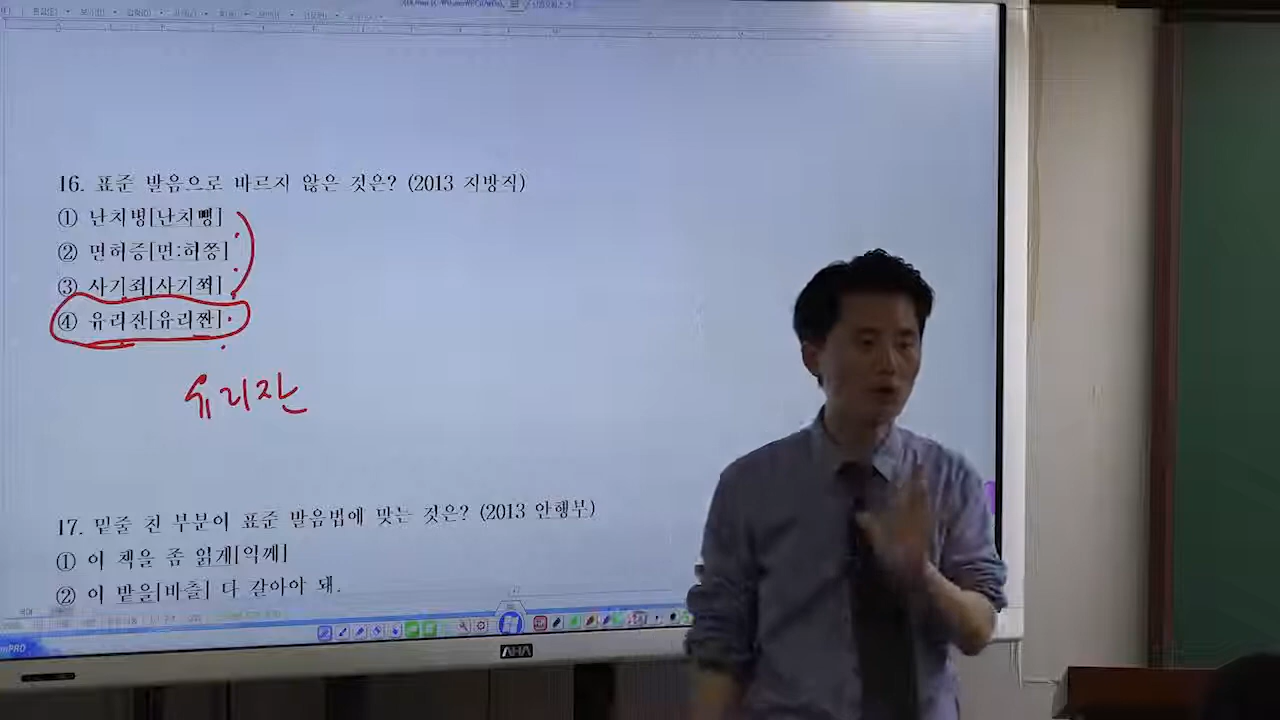 16. 표준 발음으로 바르지 않은 것은? (2013 지방직)
① 난치병[난치뼝]
② 면허증[면:허쯩]
③ 사기죄[사기쬐]
④ 유리잔[유리짠]
유리잔
17. 밑줄 친 부분이 표준 발음법에 맞는 것은? (2013 안행부)
① 이 책을 좀 읽게[익께]
② 이 밭을[바츨] 다 갈아야 돼.
AHA